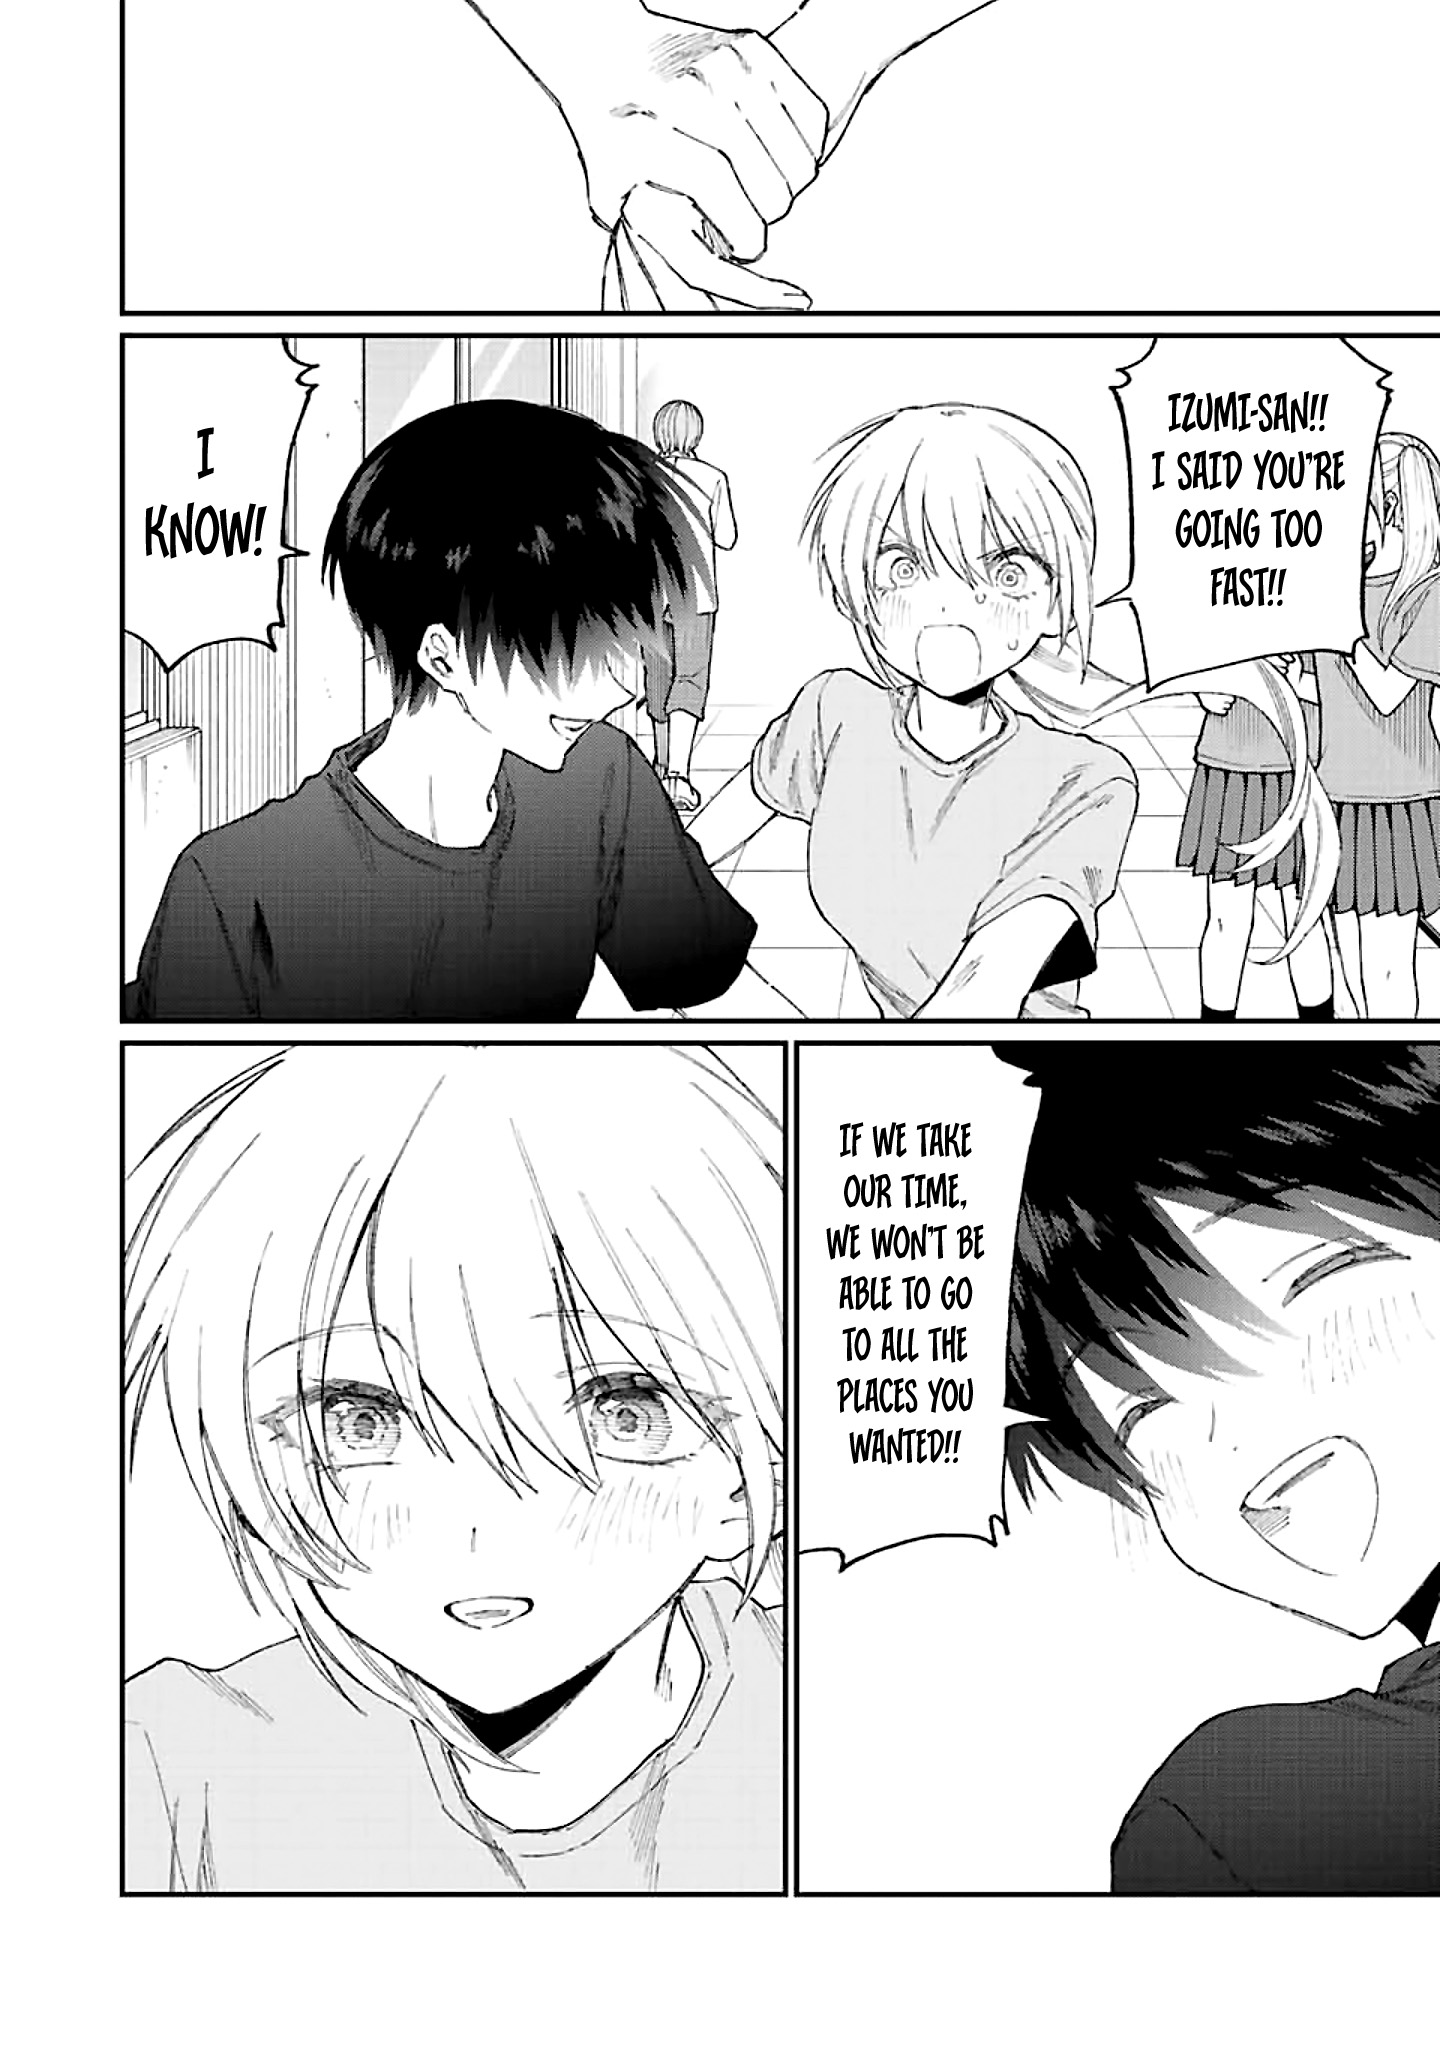 IZUMI-SAN!!
I SAID YOU'RE
GOING TOO
FAST!!
I
KNOW!
IF WE TAKE
OUR TIME,
WE WON'T BE
ABLE TO GO
TO ALL THE
PLACES YOU
WANTED!!